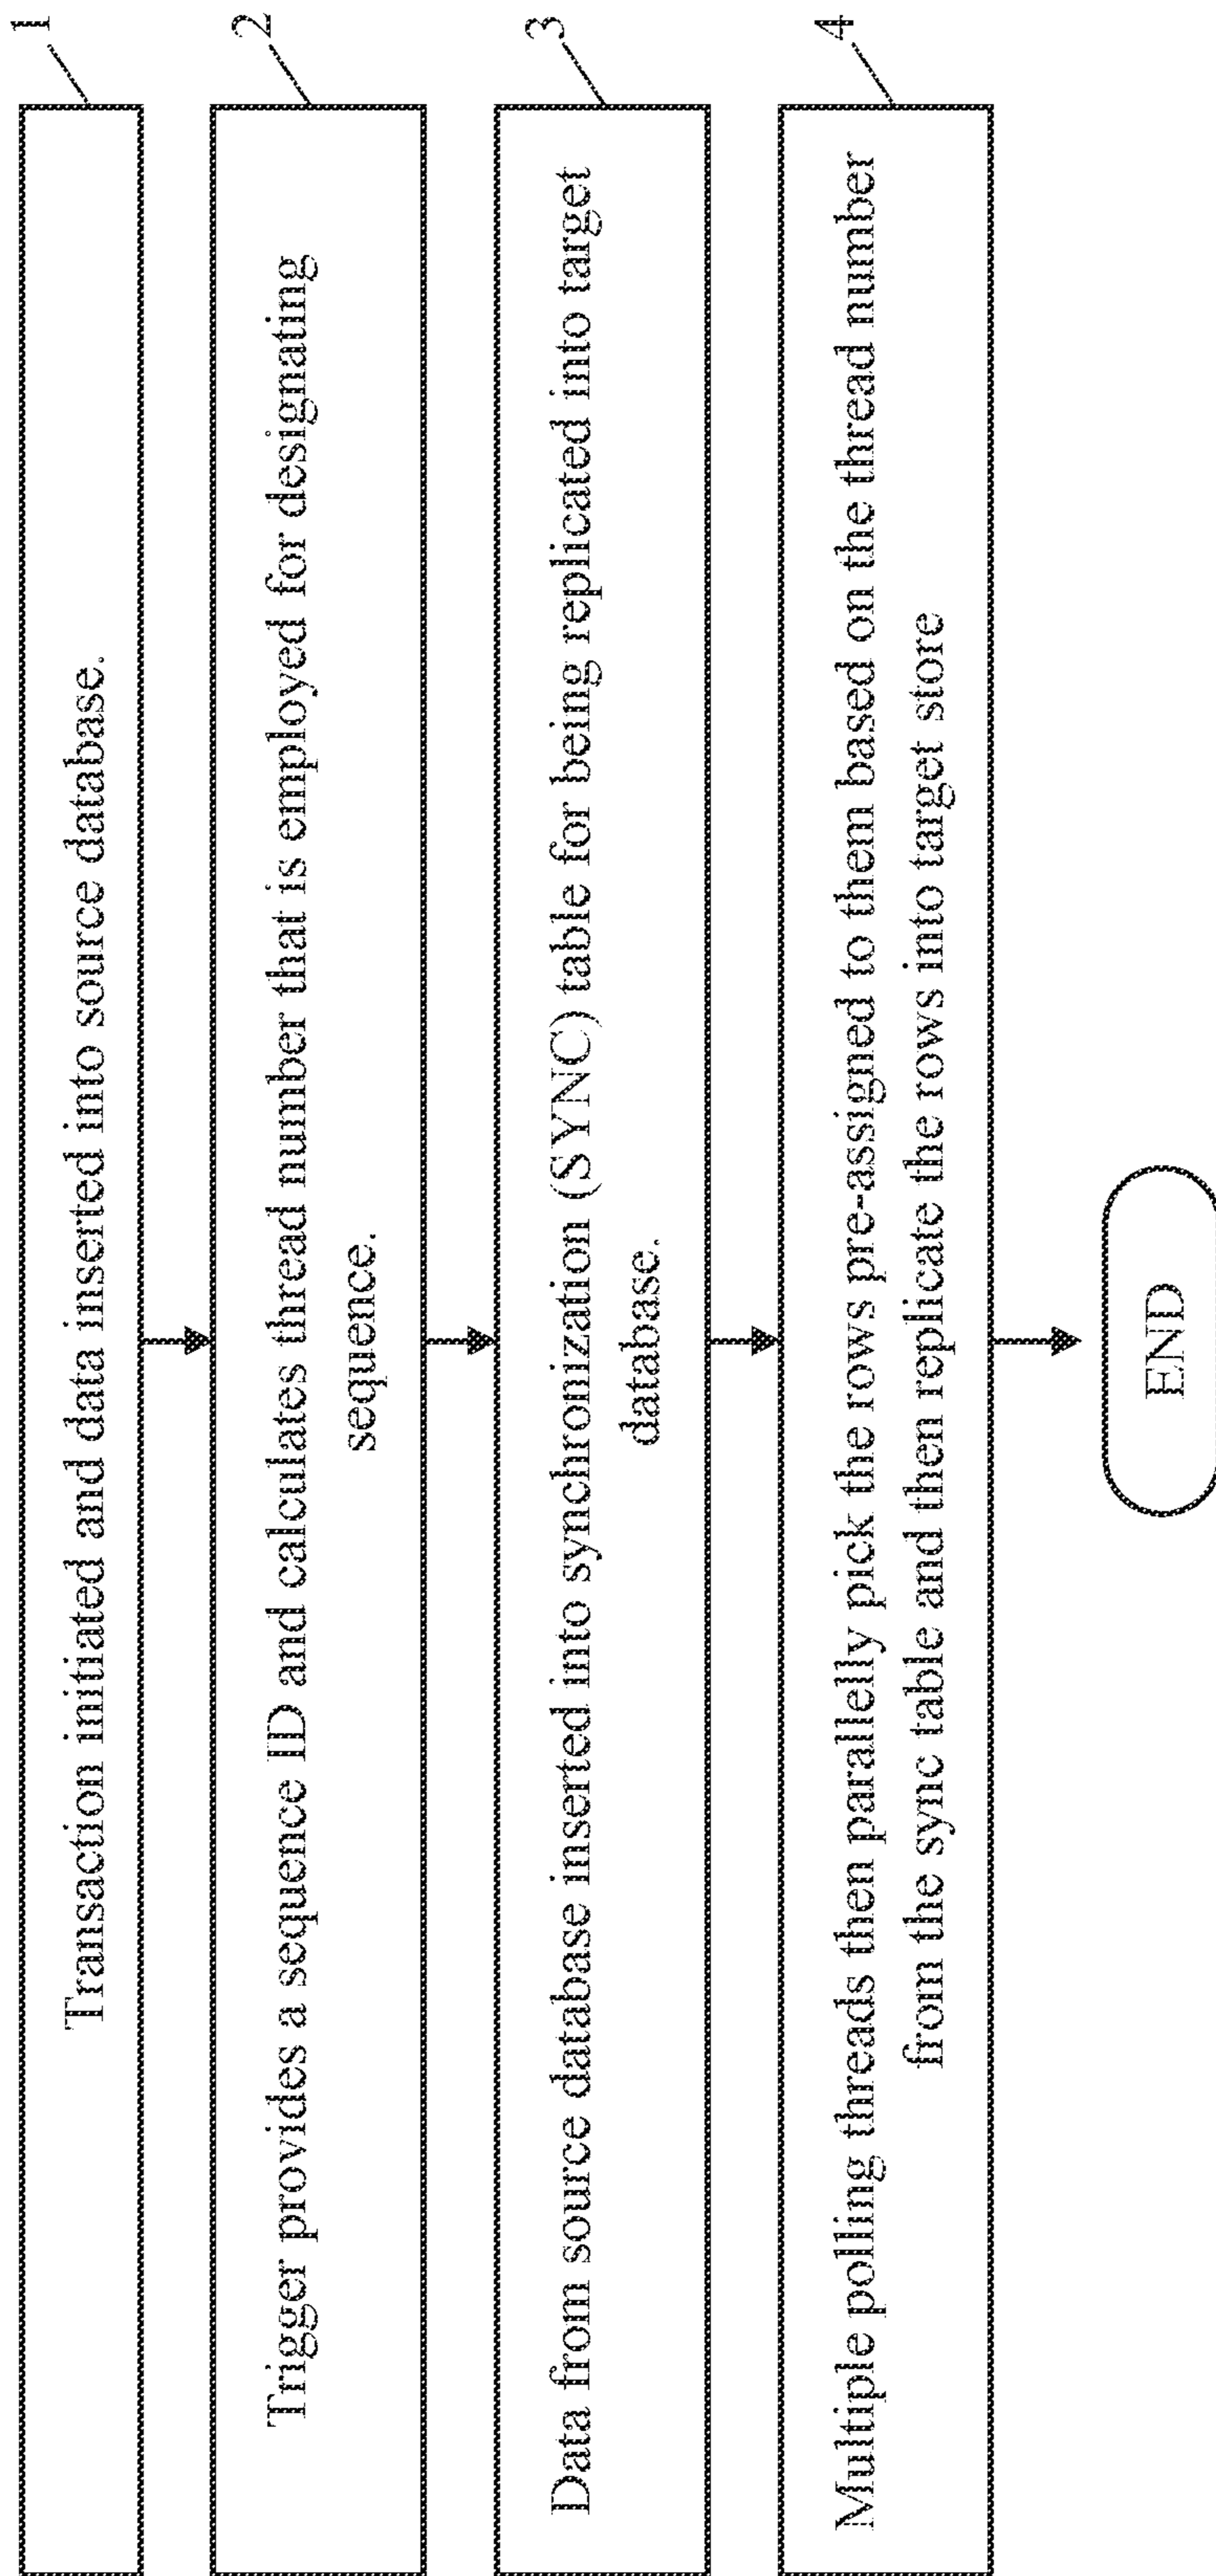 Transaction initiated and data inserted into source database.
1
Trigger provides a sequence ID and calculates thread number that is employed for designating
sequence.
2
Data from source database inserted into synchronization (SYNC) table for being replicated into target
database.
3
Multiple polling threads then parallelly pick the rows pre-assigned to them based on the thread number
from the sync table and then replicate the rows into target store
4
END